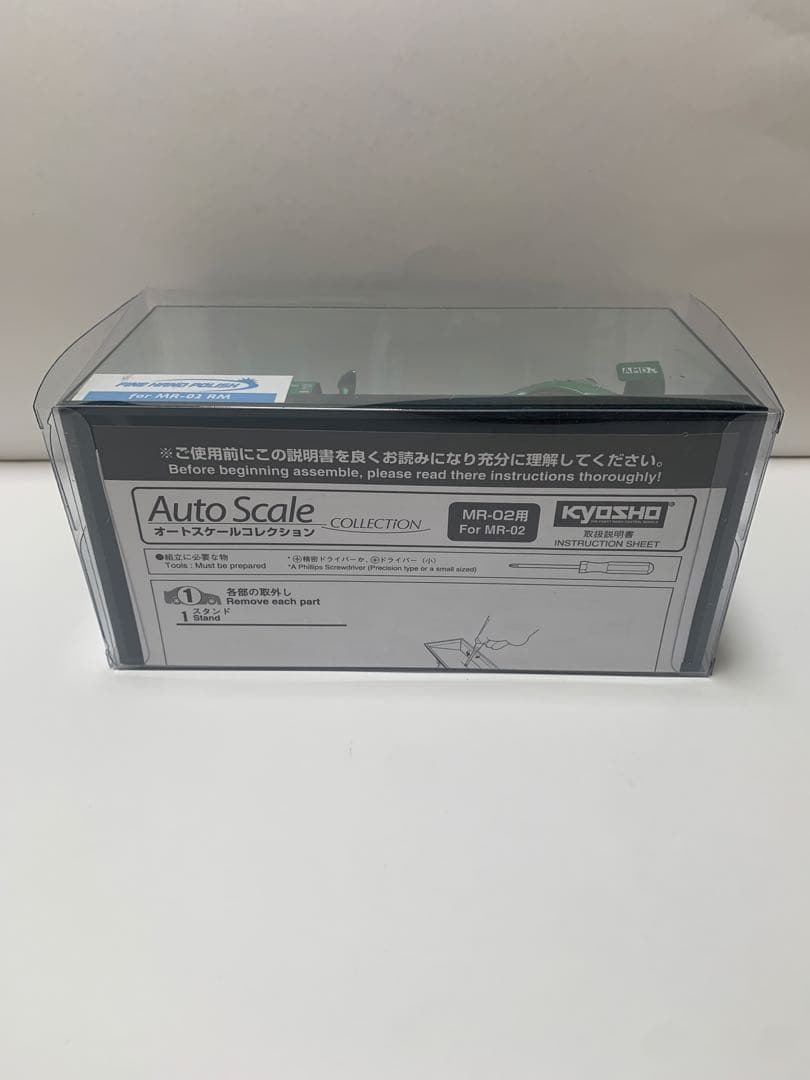 FINE HAND POLISH
for MR-02 RM
AMD
※ご使用前にこの説明書を良くお読みになり充分に理解してください。
Before beginning assemble, please read there instructions thoroughly!
Auto Scale COLLECTION
オートスケールコレクション
MR-02用
For MR-02
KYOSHO
THE FINEST RADIO CONTROL MODELS
取扱説明書
INSTRUCTION SHEET
●組立に必要な物
Tools : Must be prepared
*⊕精密ドライバーか、⊕ドライバー（小）
*A Phillips Screwdriver (Precision type or a small sized)
1 各部の取外し
Remove each part
1 スタンド
Stand